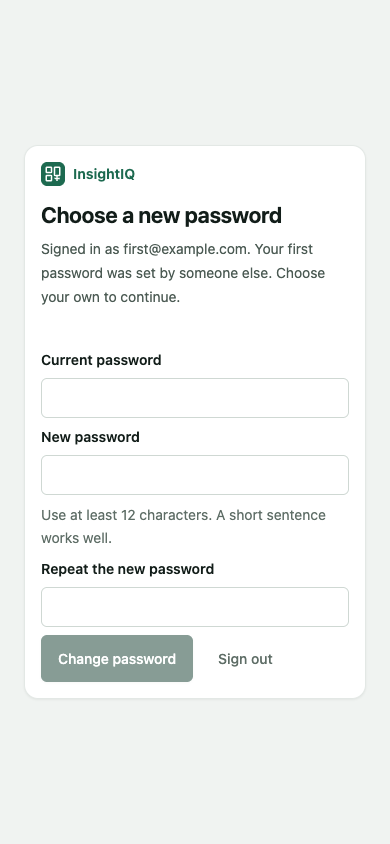 InsightIQ
Choose a new password
Signed in as first@example.com. Your first
password was set by someone else. Choose
your own to continue.
Current password
New password
Use at least 12 characters. A short sentence
works well.
Repeat the new password
Change password
Sign out